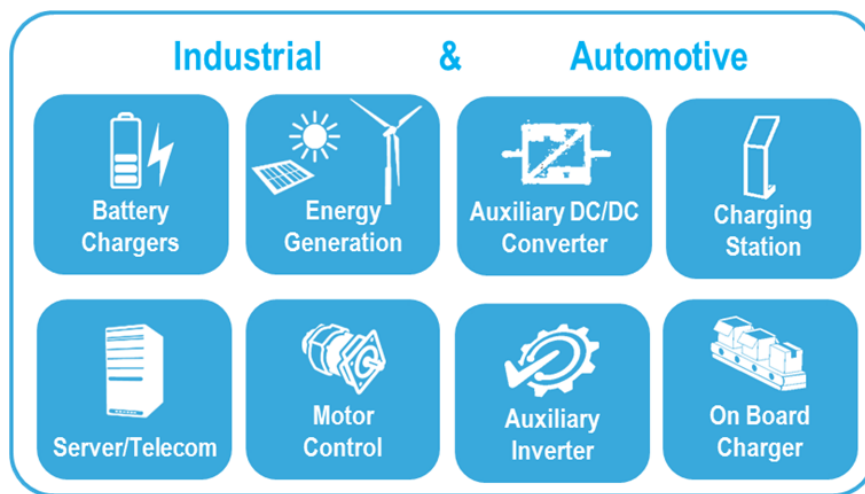 Industrial & Automotive
Battery
Chargers
Energy
Generation
Auxiliary DC/DC
Converter
Charging
Station
Server/Telecom
Motor
Control
Auxiliary
Inverter
On Board
Charger